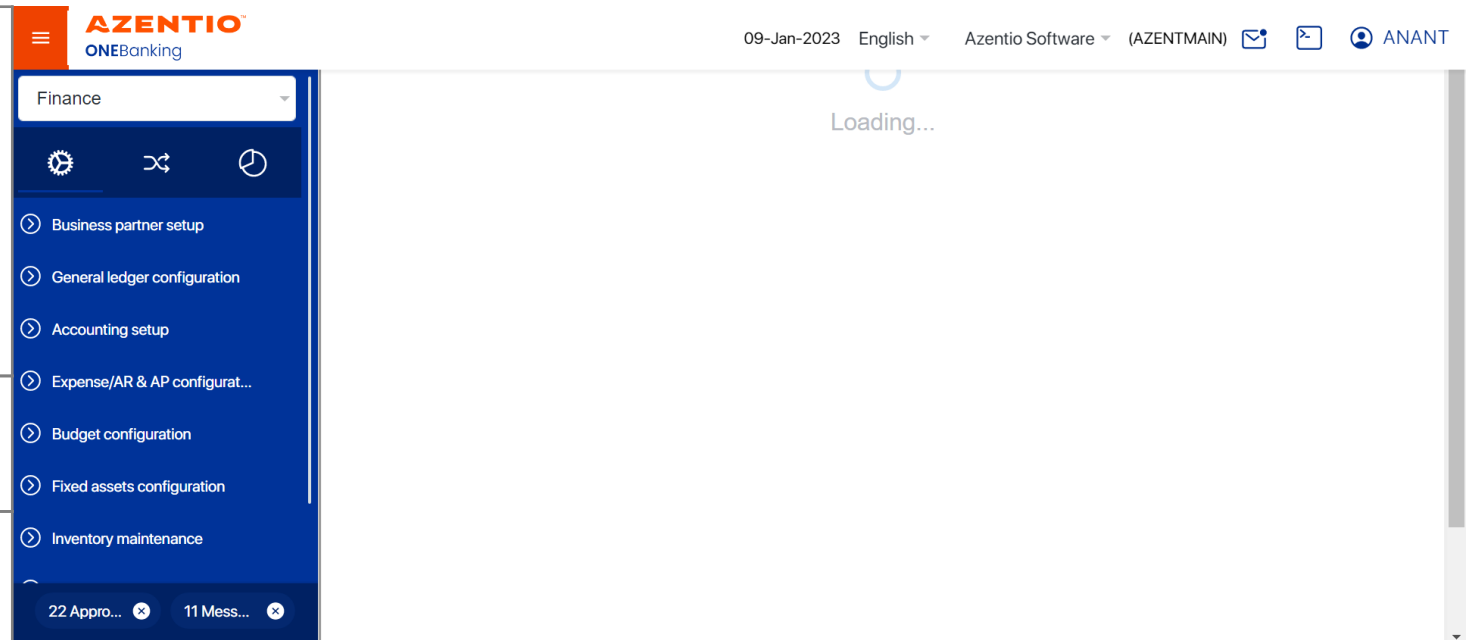 AZENTIO™
ONEBanking
09-Jan-2023 English Azentio Software (AZENTMAIN) ANANT
Finance
Loading...
Business partner setup
General ledger configuration
Accounting setup
Expense/AR & AP configurat...
Budget configuration
Fixed assets configuration
Inventory maintenance
22 Appro... 11 Mess...